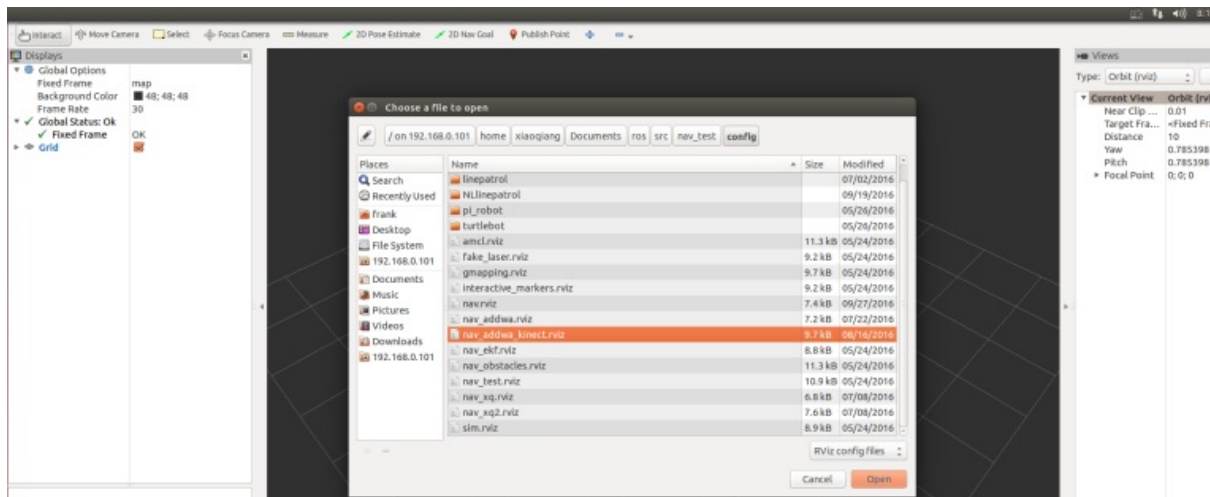 Interact Move Camera Select Focus Camera Measure 2D Pose Estimate 2D Nav Goal Publish Point
Displays
Global Options
Fixed Frame map
Background Color 48; 48; 48
Frame Rate 30
Global Status: Ok
Fixed Frame OK
Grid
Choose a file to open
/ on 192.168.0.101 home xiaoqiang Documents ros src nav_test config
Places
Search
Recently Used
frank
Desktop
File System
192.168.0.101
Documents
Music
Pictures
Videos
Downloads
192.168.0.101
Name Size Modified
linepatrol 07/02/2016
NLlinepatrol 09/19/2016
pi_robot 05/26/2016
turtlebot 05/26/2016
amcl.rviz 11.3 kB 05/24/2016
fake_laser.rviz 9.2 kB 05/24/2016
gmapping.rviz 9.7 kB 05/24/2016
interactive_markers.rviz 9.2 kB 05/24/2016
nav.rviz 7.4 kB 09/27/2016
nav_addwa.rviz 7.2 kB 07/22/2016
nav_addwa_kinect.rviz 9.7 kB 08/16/2016
nav_ekf.rviz 8.8 kB 05/24/2016
nav_obstacles.rviz 11.3 kB 05/24/2016
nav_test.rviz 10.9 kB 05/24/2016
nav_xq.rviz 6.8 kB 07/08/2016
nav_xq2.rviz 7.6 kB 07/08/2016
sim.rviz 8.9 kB 05/24/2016
RViz config files
Cancel Open
Views
Type: Orbit (rviz)
Current View Orbit (rvi
Near Clip ... 0.01
Target Fra... <Fixed Fra
Distance 10
Yaw 0.785398
Pitch 0.785398
Focal Point 0; 0; 0